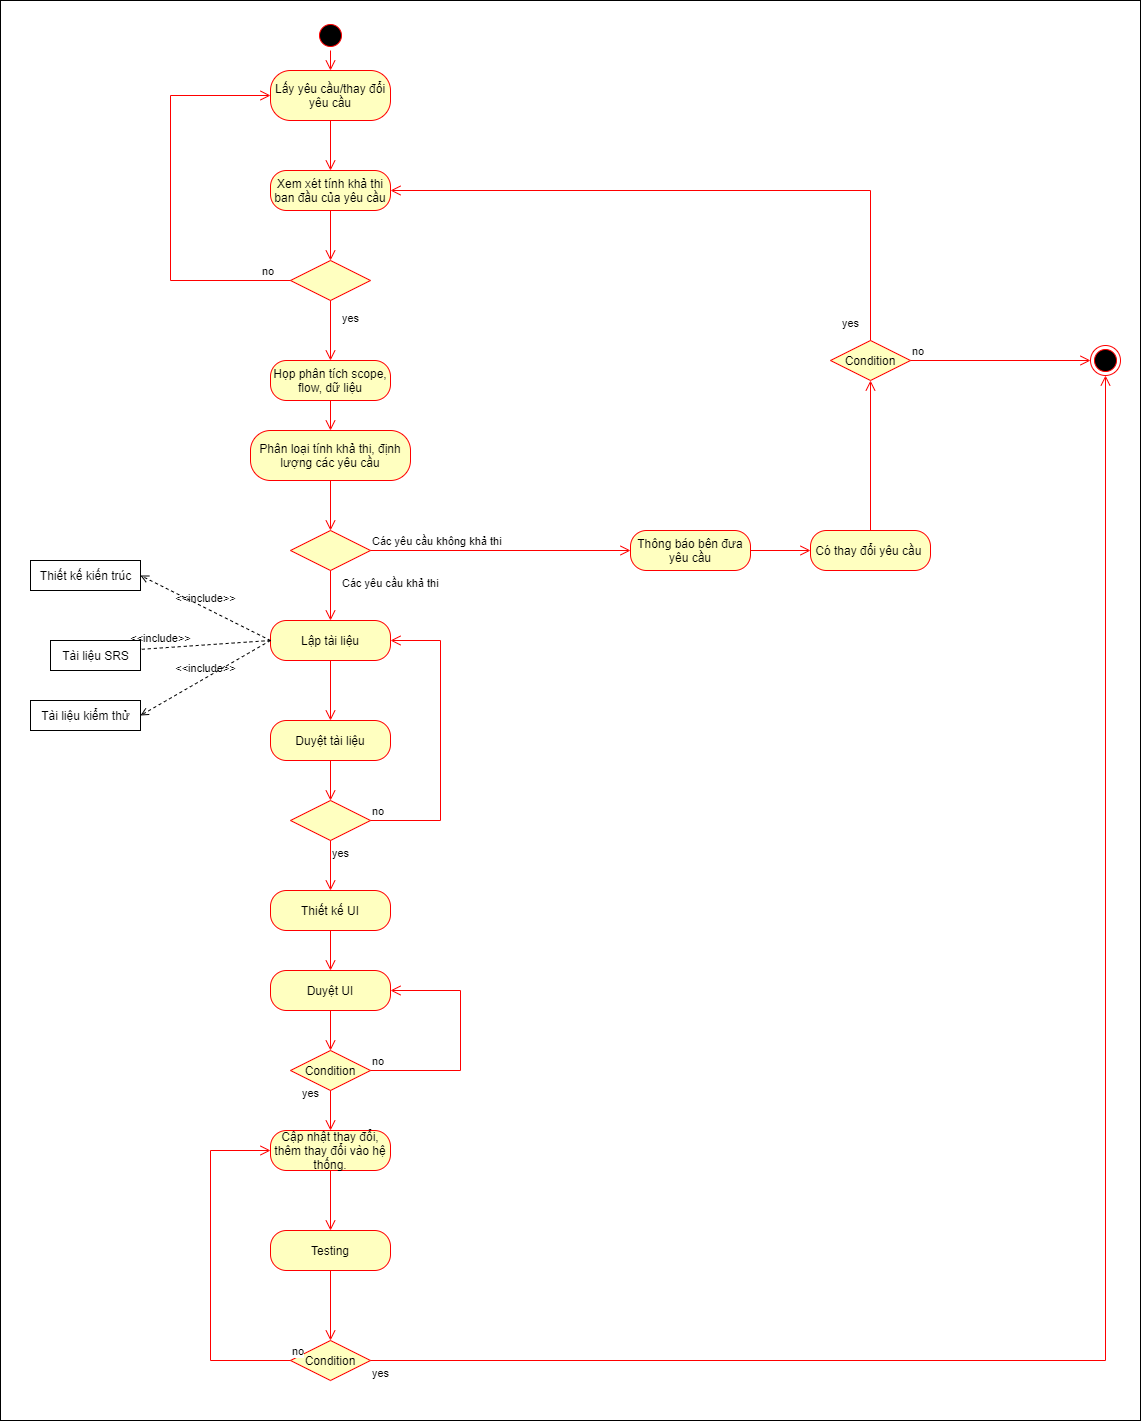 Lấy yêu cầu/thay đổi
yêu cầu
Xem xét tính khả thi
ban đầu của yêu cầu
no
yes
yes
Condition
no
Họp phân tích scope,
flow, dữ liệu
Phân loại tính khả thi, định
lượng các yêu cầu
Các yêu cầu không khả thi
Thông báo bên đưa
yêu cầu
Có thay đổi yêu cầu
Các yêu cầu khả thi
Thiết kế kiến trúc
<<include>>
<<include>>
Lập tài liệu
Tài liệu SRS
<<include>>
Tài liệu kiểm thử
Duyệt tài liệu
no
yes
Thiết kế UI
Duyệt UI
no
Condition
yes
Cập nhật thay đổi,
thêm thay đổi vào hệ
thống.
Testing
no
Condition
yes